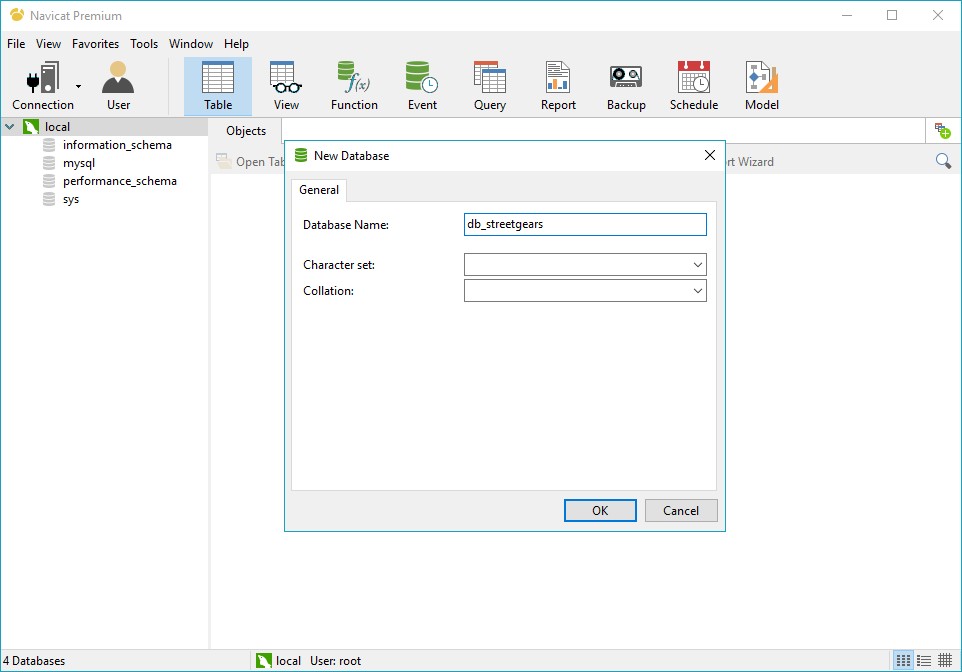 Navicat Premium
File View Favorites Tools Window Help
Connection User Table View Function Event Query Report Backup Schedule Model
local
information_schema
mysql
performance_schema
sys
Objects
Open Tab
rt Wizard
New Database
General
Database Name: db_streetgears
Character set:
Collation:
OK Cancel
4 Databases local User: root